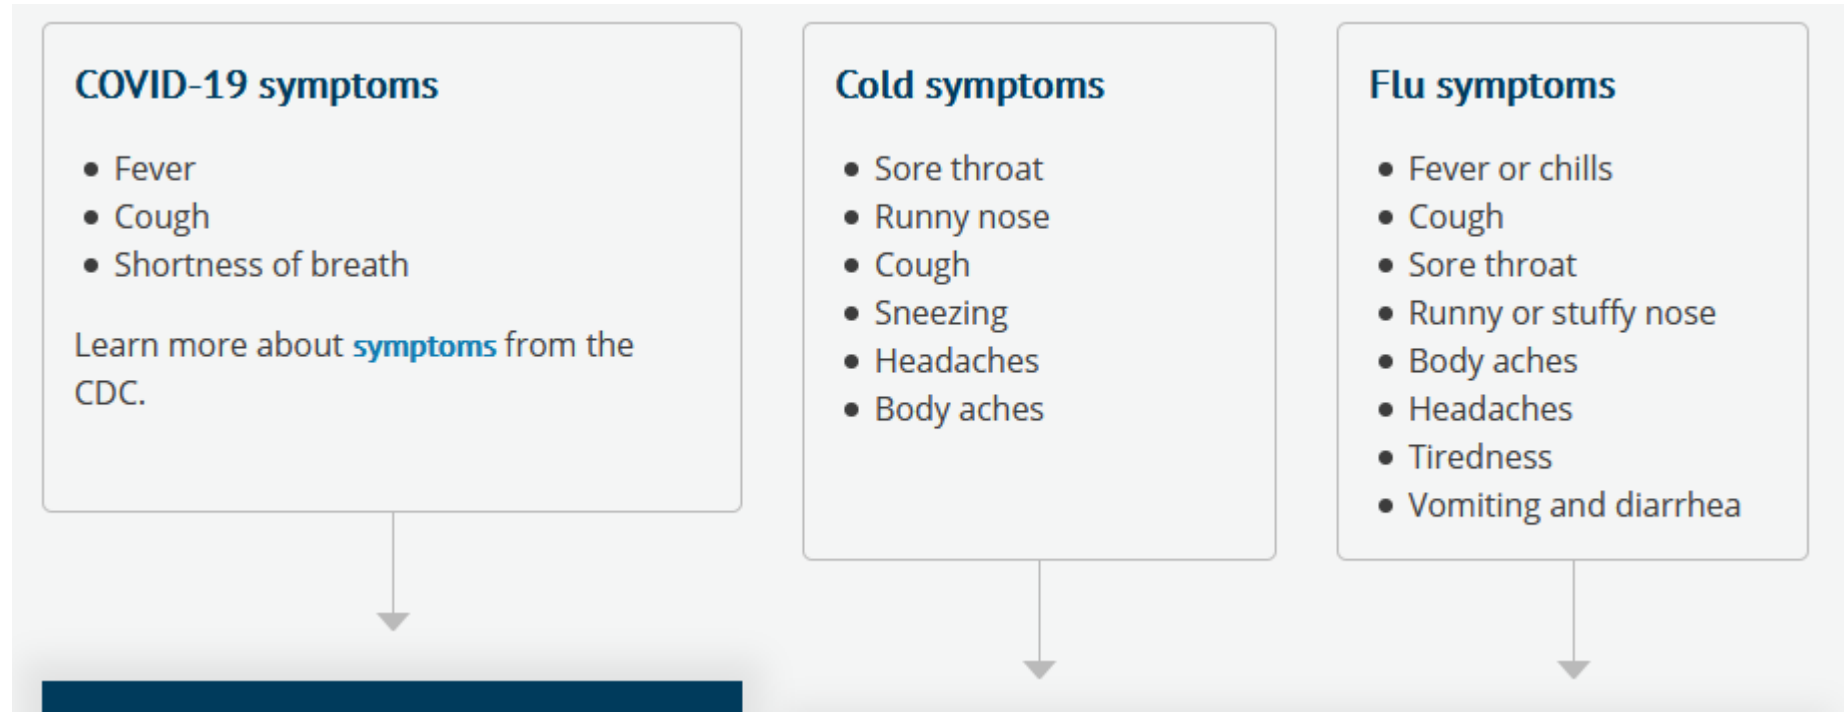 COVID-19 symptoms
• Fever
• Cough
• Shortness of breath
Learn more about symptoms from the
CDC.
Cold symptoms
• Sore throat
• Runny nose
• Cough
• Sneezing
• Headaches
• Body aches
Flu symptoms
• Fever or chills
• Cough
• Sore throat
• Runny or stuffy nose
• Body aches
• Headaches
• Tiredness
• Vomiting and diarrhea